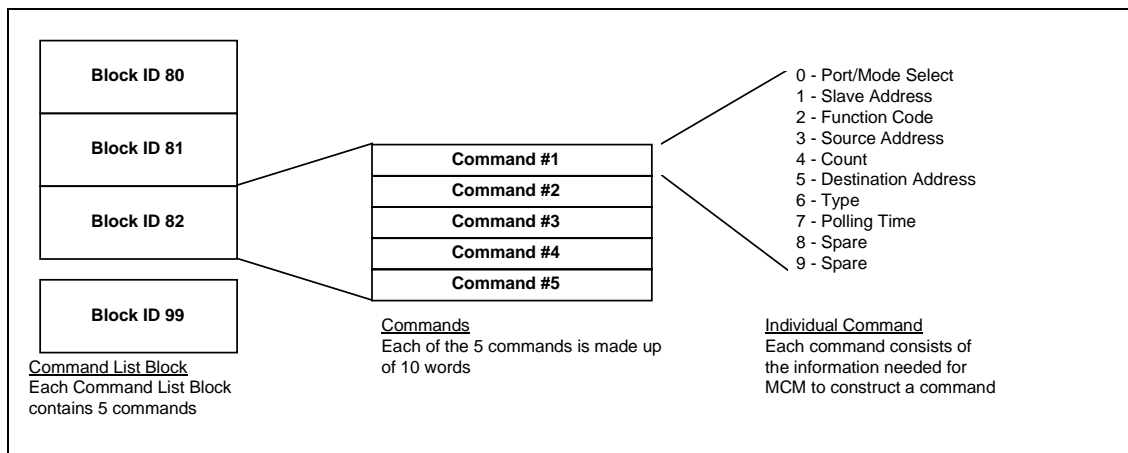 Block ID 80
Block ID 81
Block ID 82
Block ID 99
Command List Block
Each Command List Block
contains 5 commands
Command #1
Command #2
Command #3
Command #4
Command #5
Commands
Each of the 5 commands is made up
of 10 words
0 - Port/Mode Select
1 - Slave Address
2 - Function Code
3 - Source Address
4 - Count
5 - Destination Address
6 - Type
7 - Polling Time
8 - Spare
9 - Spare
Individual Command
Each command consists of
the information needed for
MCM to construct a command